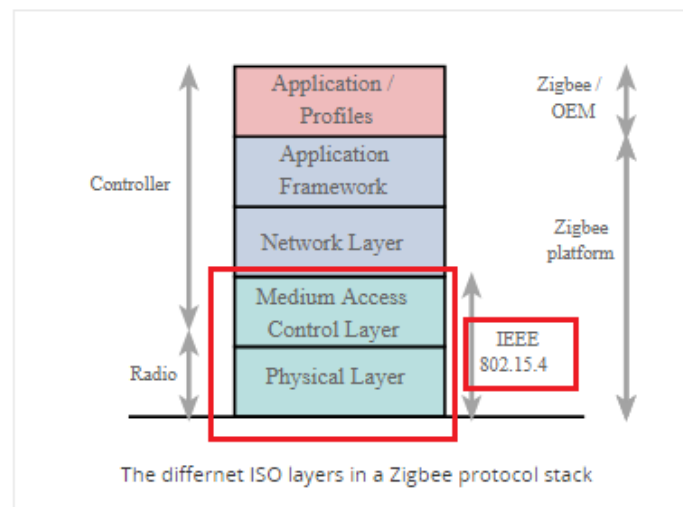 Application /
Profiles
Zigbee /
OEM
Application
Framework
Controller
Network Layer
Zigbee
platform
Medium Access
Control Layer
IEEE
802.15.4
Radio
Physical Layer
The differnet ISO layers in a Zigbee protocol stack